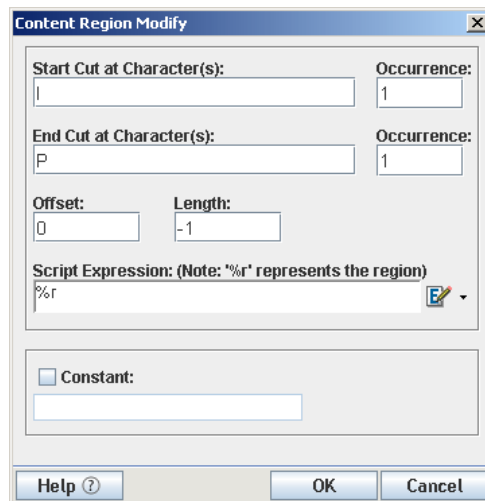 Content Region Modify
Start Cut at Character(s): Occurrence:
I 1
End Cut at Character(s): Occurrence:
P 1
Offset: Length:
0 -1
Script Expression: (Note: '%r' represents the region)
%r
Constant:
Help ? OK Cancel